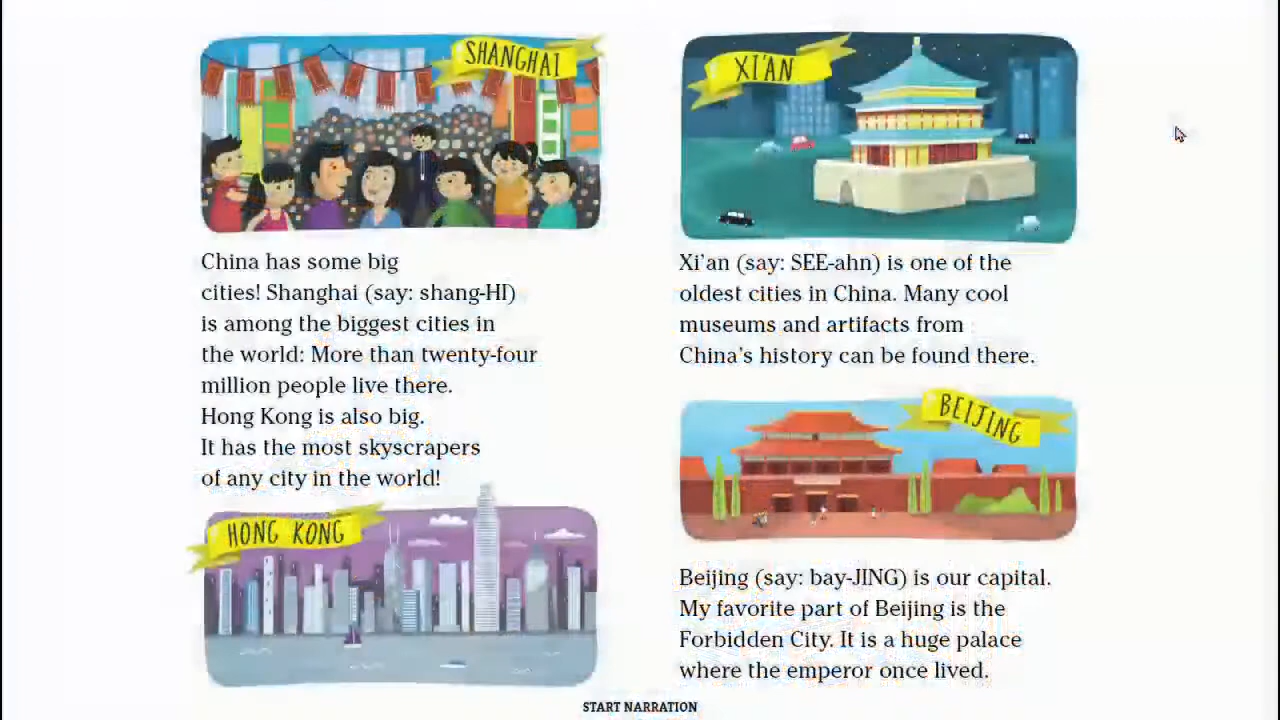 SHANGHAI
China has some big
cities! Shanghai (say: shang-HI)
is among the biggest cities in
the world: More than twenty-four
million people live there.
Hong Kong is also big.
It has the most skyscrapers
of any city in the world!
HONG KONG
XI'AN
Xi’an (say: SEE-ahn) is one of the
oldest cities in China. Many cool
museums and artifacts from
China’s history can be found there.
BEIJING
Beijing (say: bay-JING) is our capital.
My favorite part of Beijing is the
Forbidden City. It is a huge palace
where the emperor once lived.
START NARRATION